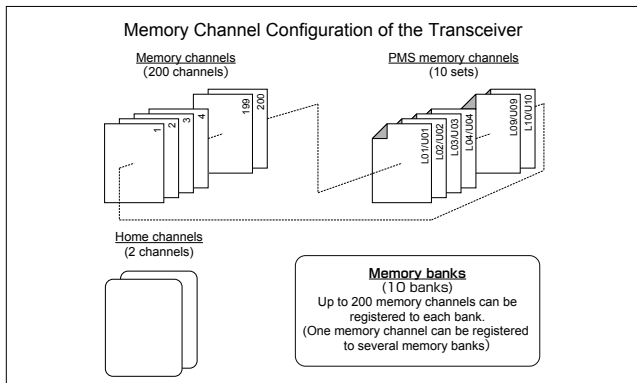 Memory Channel Configuration of the Transceiver
Memory channels
(200 channels)
1
2
3
4
199
200
PMS memory channels
(10 sets)
L01/U01
L02/U02
L03/U03
L04/U04
L09/U09
L10/U10
Home channels
(2 channels)
Memory banks
(10 banks)
Up to 200 memory channels can be
registered to each bank.
(One memory channel can be registered
to several memory banks)